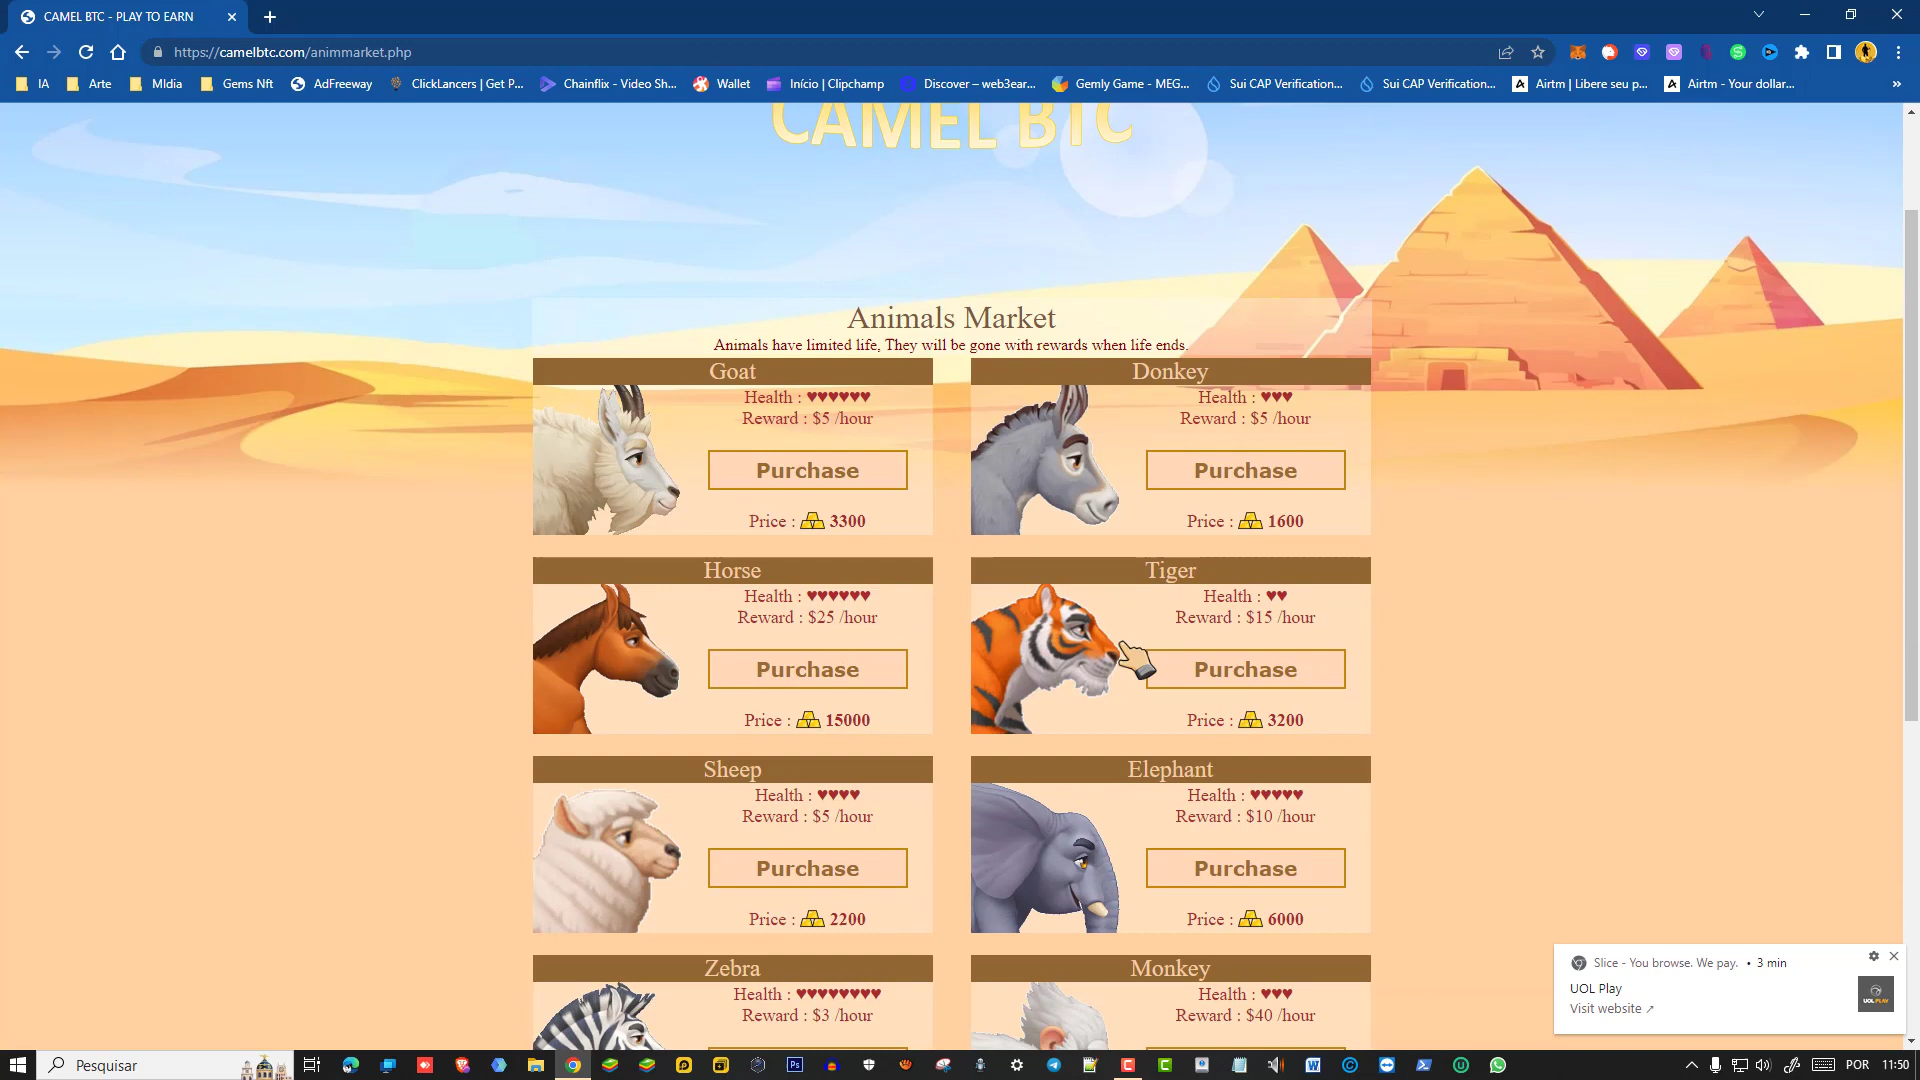 CAMEL BTC - PLAY TO EARN
https://camelbtc.com/animmarket.php
IA Arte MIdia Gems Nft AdFreeway ClickLancers | Get P... Chainflix - Video Sh... Wallet Início | Clipchamp Discover – web3ear... Gemly Game - MEG... Sui CAP Verification... Sui CAP Verification... Airtm | Libere seu p... Airtm - Your dollar... »
CAMEL BTC
Animals Market
Animals have limited life, They will be gone with rewards when life ends.
Goat
Health : ♥♥♥♥♥♥
Reward : $5 /hour
Purchase
Price : 3300
Donkey
Health : ♥♥♥
Reward : $5 /hour
Purchase
Price : 1600
Horse
Health : ♥♥♥♥♥♥
Reward : $25 /hour
Purchase
Price : 15000
Tiger
Health : ♥♥
Reward : $15 /hour
Purchase
Price : 3200
Sheep
Health : ♥♥♥♥
Reward : $5 /hour
Purchase
Price : 2200
Elephant
Health : ♥♥♥♥♥
Reward : $10 /hour
Purchase
Price : 6000
Zebra
Health : ♥♥♥♥♥♥♥♥
Reward : $3 /hour
Monkey
Health : ♥♥♥
Reward : $40 /hour
Slice - You browse. We pay. • 3 min
UOL Play
Visit website ↗
UOL PLAY
Pesquisar
POR 11:50